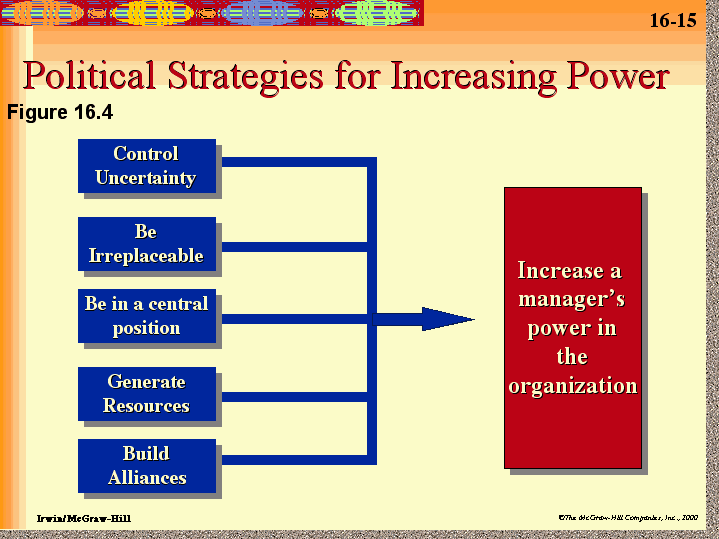 16-15
Political Strategies for Increasing Power
Figure 16.4
Control
Uncertainty
Be
Irreplaceable
Be in a central
position
Generate
Resources
Build
Alliances
Increase a
manager's
power in
the
organization
Irwin/McGraw-Hill
©The McGraw-Hill Companies, Inc., 2000